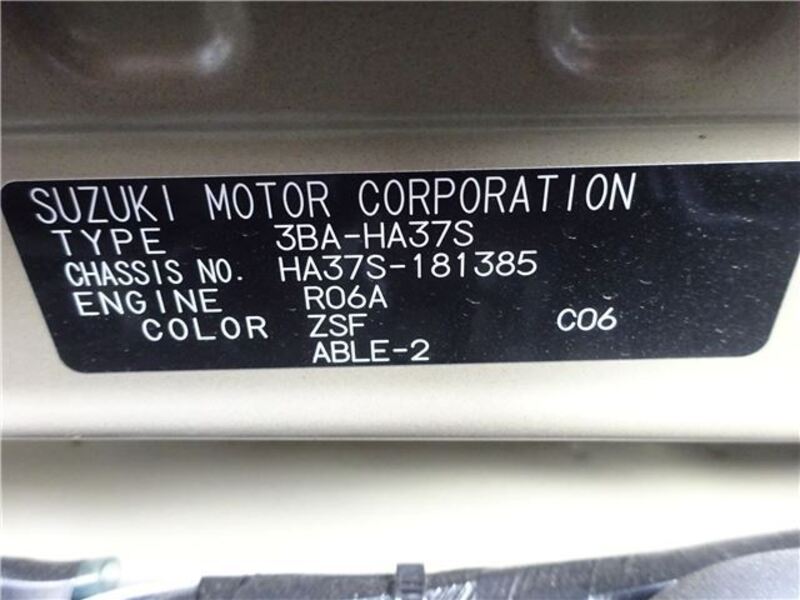 SUZUKI MOTOR CORPORATION
TYPE 3BA-HA37S
CHASSIS NO. HA37S-181385
ENGINE R06A
COLOR ZSF C06
ABLE-2